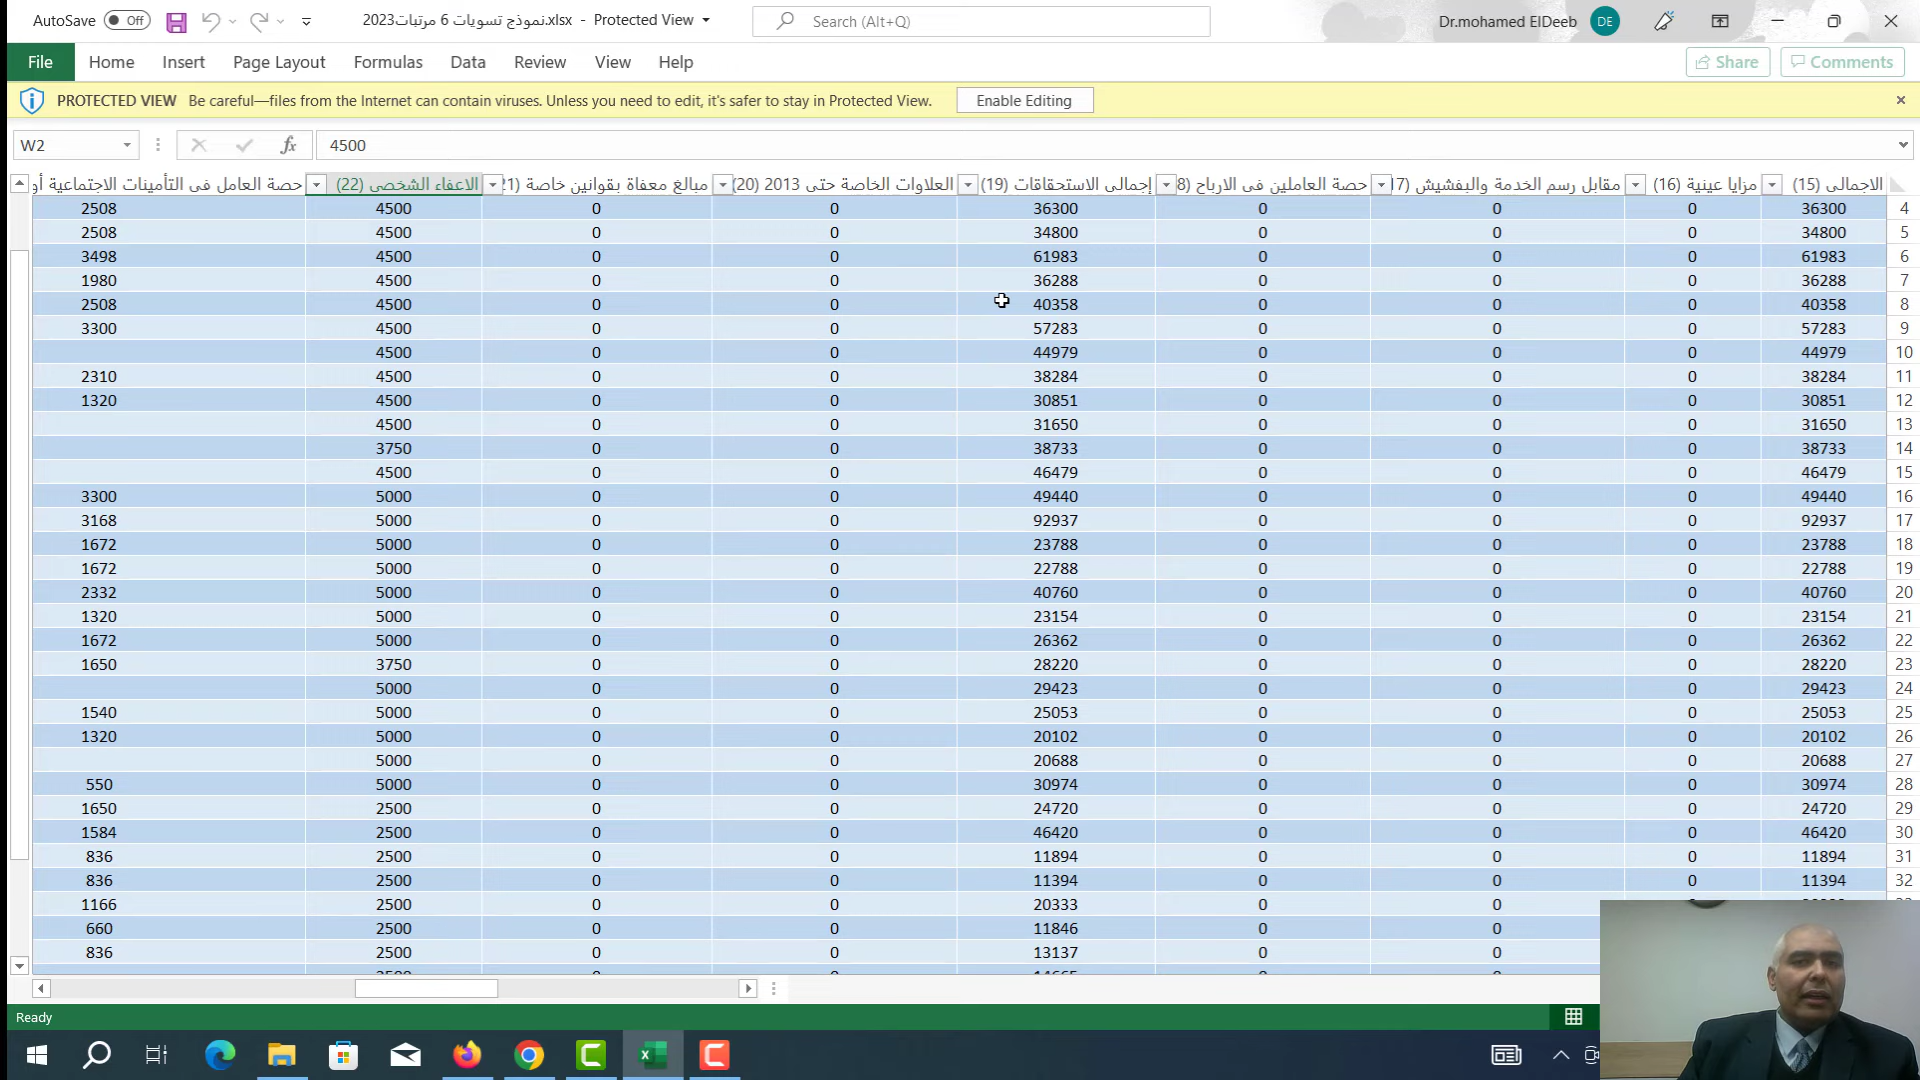 AutoSave Off نموذج تسويات 6 مرتبات2023.xlsx - Protected View Search (Alt+Q) Dr.mohamed ElDeeb DE
File Home Insert Page Layout Formulas Data Review View Help Share Comments
PROTECTED VIEW Be careful—files from the Internet can contain viruses. Unless you need to edit, it's safer to stay in Protected View. Enable Editing
W2 fx 4500
حصة العامل فى التأمينات الاجتماعية أو الاعفاء الشخصى (22) مبالغ معفاة بقوانين خاصة (21 العلاوات الخاصة حتى 2013 (20) إجمالى الاستحقاقات (19) حصة العاملين فى الارباح (8 مقابل رسم الخدمة والبقشيش (17 مزايا عينية (16) الاجمالى (15)
2508 4500 0 0 36300 0 0 0 36300 4
2508 4500 0 0 34800 0 0 0 34800 5
3498 4500 0 0 61983 0 0 0 61983 6
1980 4500 0 0 36288 0 0 0 36288 7
2508 4500 0 0 40358 0 0 0 40358 8
3300 4500 0 0 57283 0 0 0 57283 9
4500 0 0 44979 0 0 0 44979 10
2310 4500 0 0 38284 0 0 0 38284 11
1320 4500 0 0 30851 0 0 0 30851 12
4500 0 0 31650 0 0 0 31650 13
3750 0 0 38733 0 0 0 38733 14
4500 0 0 46479 0 0 0 46479 15
3300 5000 0 0 49440 0 0 0 49440 16
3168 5000 0 0 92937 0 0 0 92937 17
1672 5000 0 0 23788 0 0 0 23788 18
1672 5000 0 0 22788 0 0 0 22788 19
2332 5000 0 0 40760 0 0 0 40760 20
1320 5000 0 0 23154 0 0 0 23154 21
1672 5000 0 0 26362 0 0 0 26362 22
1650 3750 0 0 28220 0 0 0 28220 23
5000 0 0 29423 0 0 0 29423 24
1540 5000 0 0 25053 0 0 0 25053 25
1320 5000 0 0 20102 0 0 0 20102 26
5000 0 0 20688 0 0 0 20688 27
550 5000 0 0 30974 0 0 0 30974 28
1650 2500 0 0 24720 0 0 0 24720 29
1584 2500 0 0 46420 0 0 0 46420 30
836 2500 0 0 11894 0 0 0 11894 31
836 2500 0 0 11394 0 0 0 11394 32
1166 2500 0 0 20333 0 0
660 2500 0 0 11846 0 0
836 2500 0 0 13137 0 0
Ready